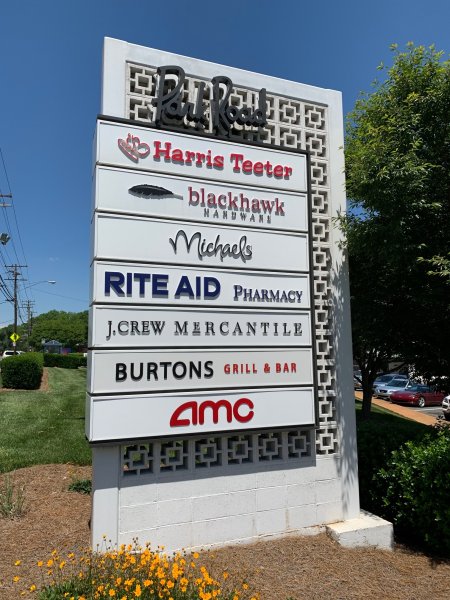 Park Road
Harris Teeter
blackhawk
HARDWARE
Michaels
RITE AID PHARMACY
J.CREW MERCANTILE
BURTONS GRILL & BAR
amc